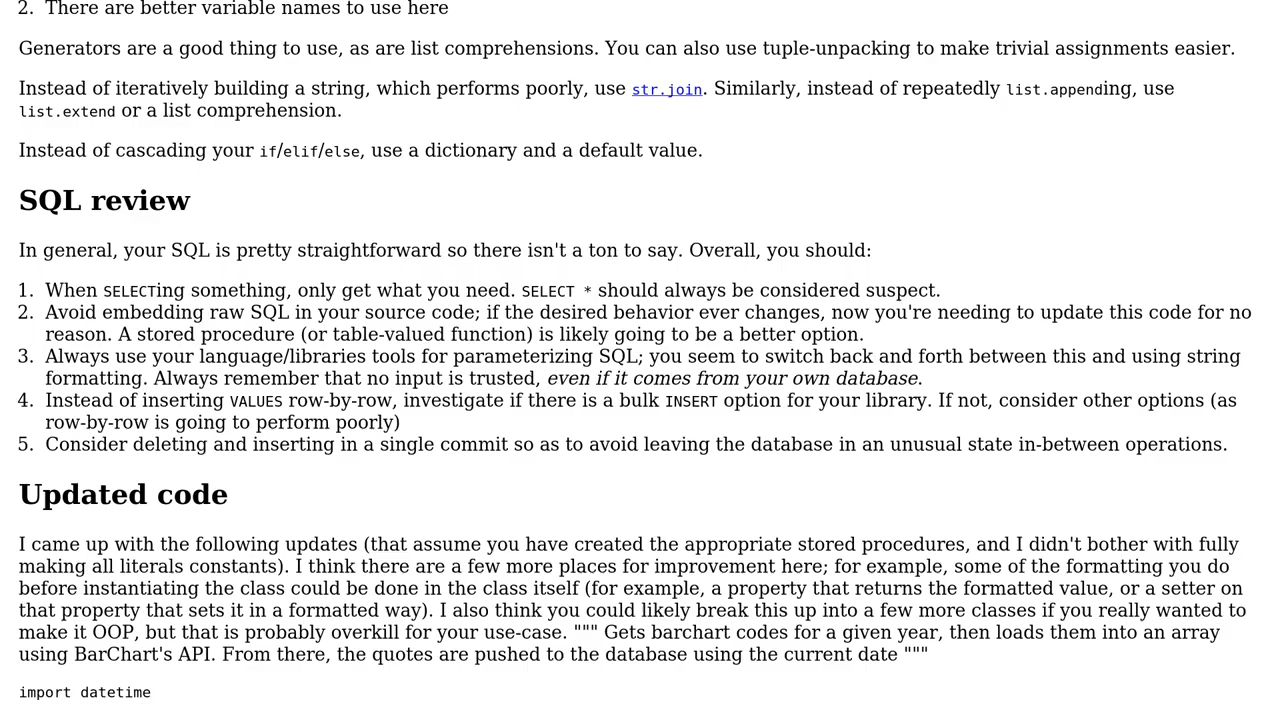 2. There are better variable names to use here
Generators are a good thing to use, as are list comprehensions. You can also use tuple-unpacking to make trivial assignments easier.
Instead of iteratively building a string, which performs poorly, use str.join. Similarly, instead of repeatedly list.appending, use
list.extend or a list comprehension.
Instead of cascading your if/elif/else, use a dictionary and a default value.
SQL review
In general, your SQL is pretty straightforward so there isn't a ton to say. Overall, you should:
1. When SELECTing something, only get what you need. SELECT * should always be considered suspect.
2. Avoid embedding raw SQL in your source code; if the desired behavior ever changes, now you're needing to update this code for no
reason. A stored procedure (or table-valued function) is likely going to be a better option.
3. Always use your language/libraries tools for parameterizing SQL; you seem to switch back and forth between this and using string
formatting. Always remember that no input is trusted, even if it comes from your own database.
4. Instead of inserting VALUES row-by-row, investigate if there is a bulk INSERT option for your library. If not, consider other options (as
row-by-row is going to perform poorly)
5. Consider deleting and inserting in a single commit so as to avoid leaving the database in an unusual state in-between operations.
Updated code
I came up with the following updates (that assume you have created the appropriate stored procedures, and I didn't bother with fully
making all literals constants). I think there are a few more places for improvement here; for example, some of the formatting you do
before instantiating the class could be done in the class itself (for example, a property that returns the formatted value, or a setter on
that property that sets it in a formatted way). I also think you could likely break this up into a few more classes if you really wanted to
make it OOP, but that is probably overkill for your use-case. """ Gets barchart codes for a given year, then loads them into an array
using BarChart's API. From there, the quotes are pushed to the database using the current date """
import datetime